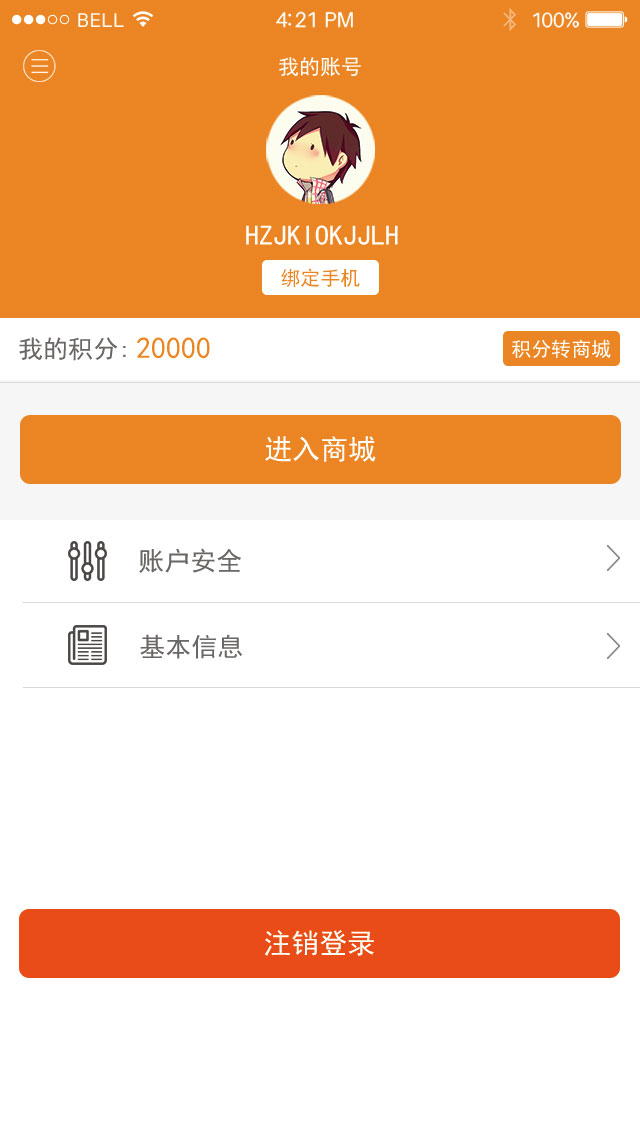 BELL 4:21 PM 100%
我的账号
HZJKIOKJJLH
绑定手机
我的积分: 20000 积分转商城
进入商城
账户安全
基本信息
注销登录